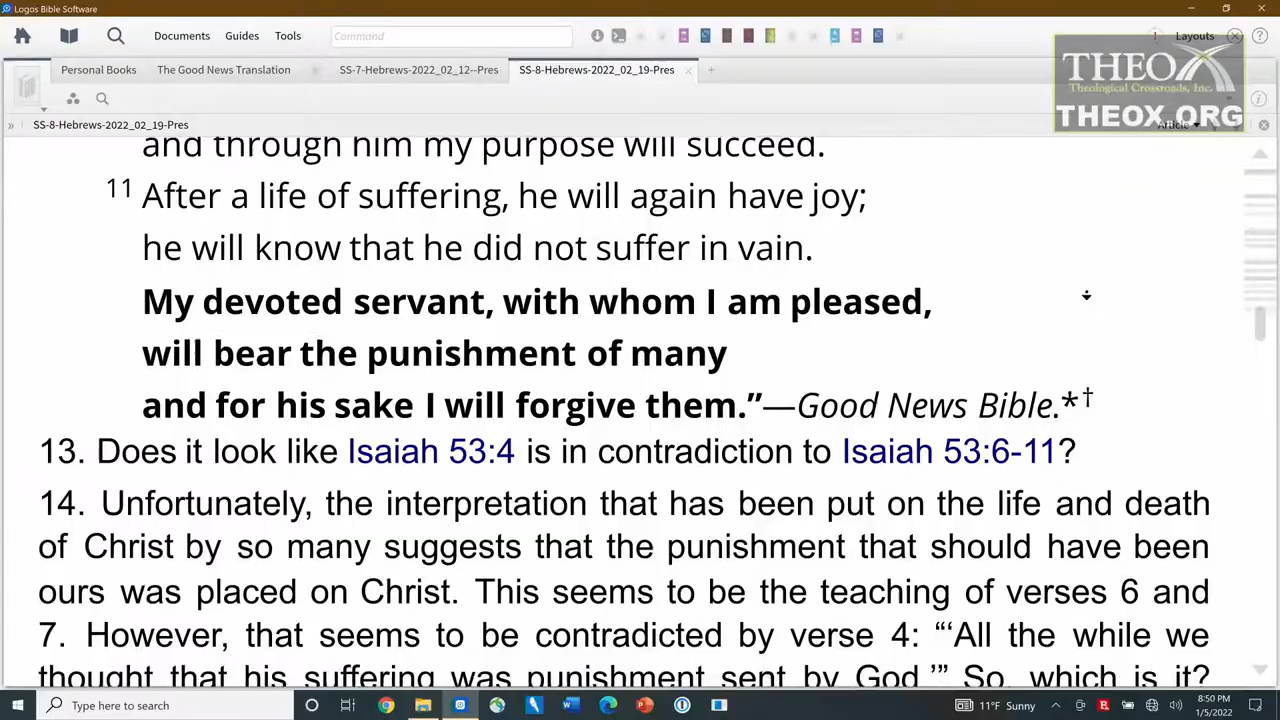 Logos Bible Software
Documents Guides Tools Command Layouts
THEOX
Theological Crossroads, Inc.
THEOX.ORG
Personal Books The Good News Translation SS-7-Hebrews-2022_02_12--Pres SS-8-Hebrews-2022_02_19-Pres
SS-8-Hebrews-2022_02_19-Pres Article
and through him my purpose will succeed.
11 After a life of suffering, he will again have joy;
he will know that he did not suffer in vain.
My devoted servant, with whom I am pleased,
will bear the punishment of many
and for his sake I will forgive them.”—Good News Bible.*†
13. Does it look like Isaiah 53:4 is in contradiction to Isaiah 53:6-11?
14. Unfortunately, the interpretation that has been put on the life and death
of Christ by so many suggests that the punishment that should have been
ours was placed on Christ. This seems to be the teaching of verses 6 and
7. However, that seems to be contradicted by verse 4: “‘All the while we
thought that his suffering was punishment sent by God.’” So, which is it?
Type here to search
11°F Sunny
8:50 PM
1/5/2022